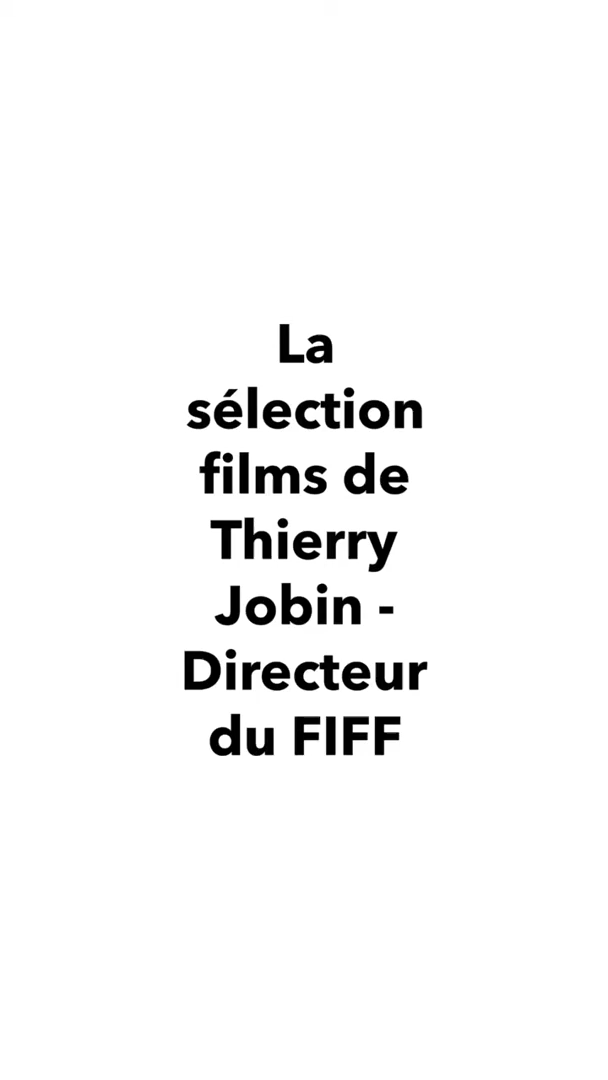 La
sélection
films de
Thierry
Jobin -
Directeur
du FIFF